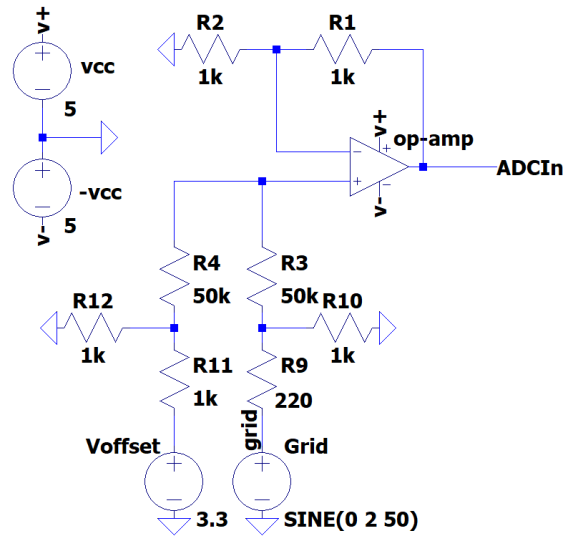 v+
vcc
5
-vcc
v-
5
R2
1k
R1
1k
v+
op-amp
ADCIn
v-
R4
50k
R3
50k
R12
1k
R10
1k
R11
1k
R9
220
Voffset
3.3
grid
Grid
SINE(0 2 50)